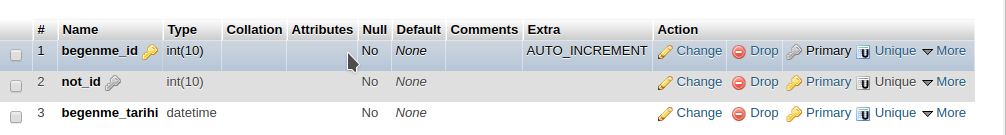 # Name Type Collation Attributes Null Default Comments Extra Action
1 begenme_id int(10) No None AUTO_INCREMENT Change Drop Primary Unique More
2 not_id int(10) No None Change Drop Primary Unique More
3 begenme_tarihi datetime No None Change Drop Primary Unique More